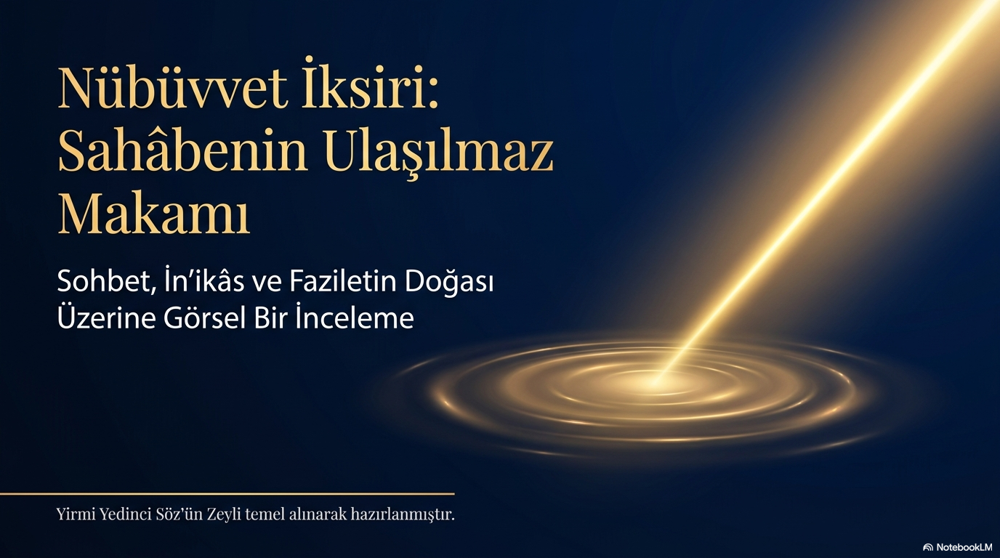 Nübüvvet İksiri:
Sahâbenin Ulaşılmaz
Makamı
Sohbet, İn’ikâs ve Faziletin Doğası
Üzerine Görsel Bir İnceleme
Yirmi Yedinci Söz’ün Zeyli temel alınarak hazırlanmıştır.
NotebookLM